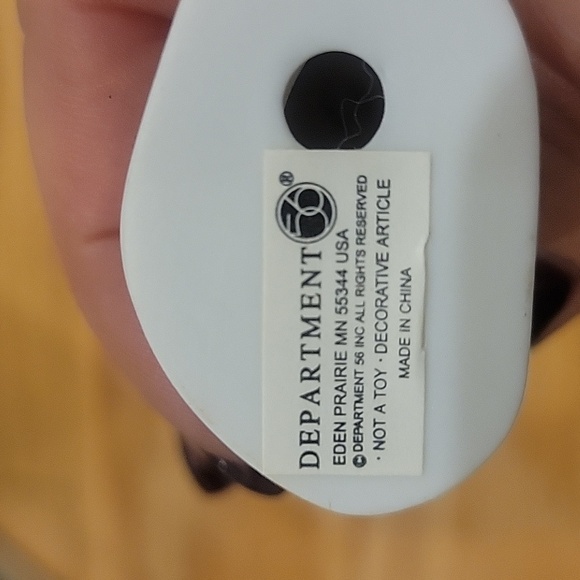 DEPARTMENT 56®
EDEN PRAIRIE MN 55344 USA
© DEPARTMENT 56 INC ALL RIGHTS RESERVED
· NOT A TOY · DECORATIVE ARTICLE
MADE IN CHINA